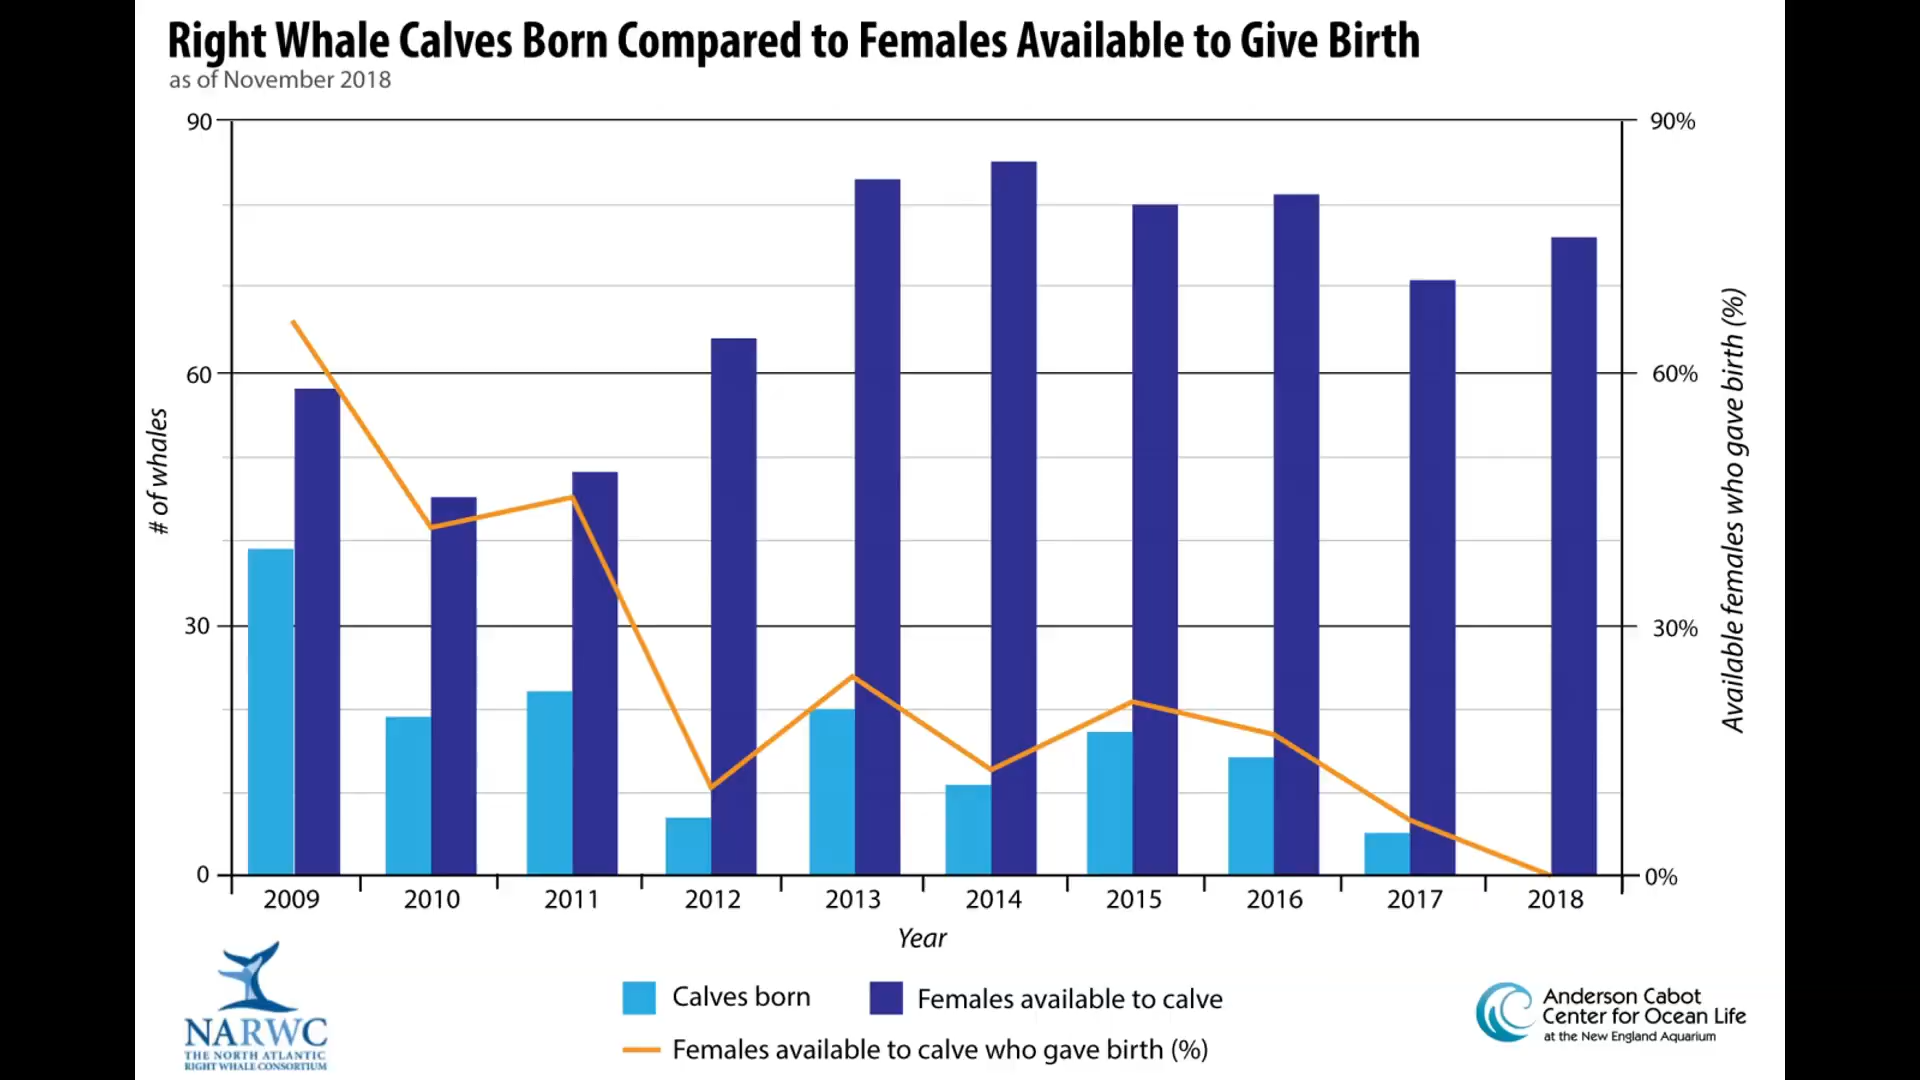 Right Whale Calves Born Compared to Females Available to Give Birth
as of November 2018
90
60
30
0
# of whales
90%
60%
30%
0%
Available females who gave birth (%)
2009 2010 2011 2012 2013 2014 2015 2016 2017 2018
Year
Calves born
Females available to calve
Females available to calve who gave birth (%)
NARWC
THE NORTH ATLANTIC
RIGHT WHALE CONSORTIUM
Anderson Cabot
Center for Ocean Life
at the New England Aquarium